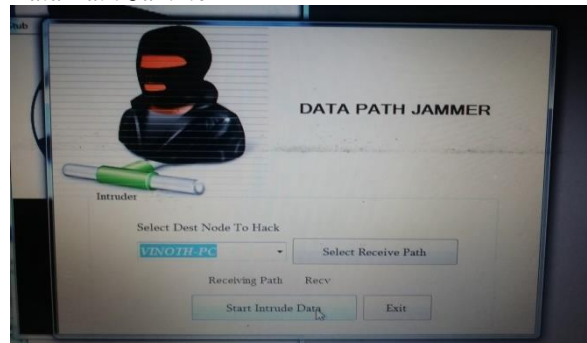 DATA PATH JAMMER
Intruder
Select Dest Node To Hack
VINOTH-PC
Select Receive Path
Receiving Path Recv
Start Intrude Data
Exit